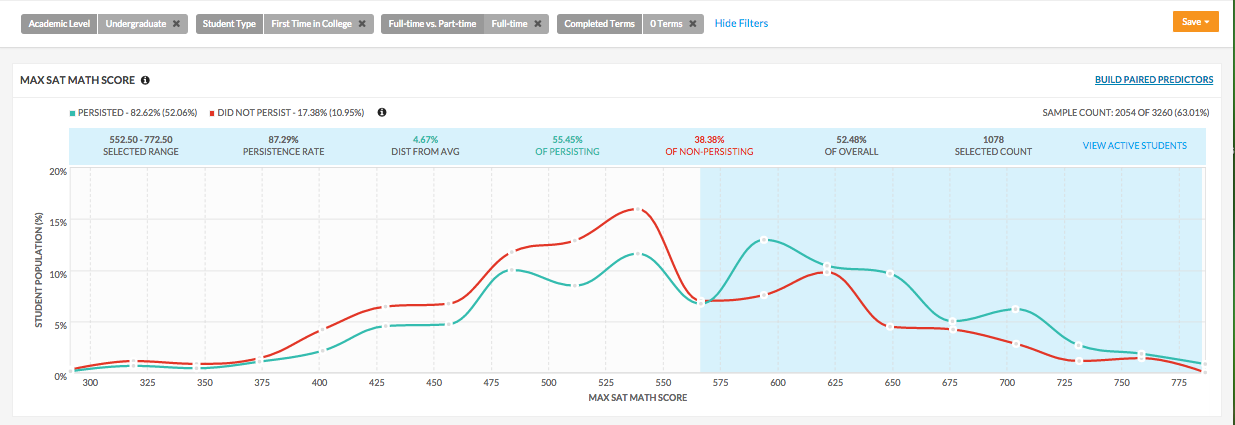 Academic Level Undergraduate ✖ Student Type First Time in College ✖ Full-time vs. Part-time Full-time ✖ Completed Terms 0 Terms ✖ Hide Filters Save
MAX SAT MATH SCORE BUILD PAIRED PREDICTORS
PERSISTED - 82.62% (52.06%) DID NOT PERSIST - 17.38% (10.95%) SAMPLE COUNT: 2054 OF 3260 (63.01%)
552.50 - 772.50 87.29% 4.67% 55.45% 38.38% 52.48% 1078
SELECTED RANGE PERSISTENCE RATE DIST FROM AVG OF PERSISTING OF NON-PERSISTING OF OVERALL SELECTED COUNT VIEW ACTIVE STUDENTS
20%
15%
10%
5%
0%
STUDENT POPULATION (%)
300 325 350 375 400 425 450 475 500 525 550 575 600 625 650 675 700 725 750 775
MAX SAT MATH SCORE